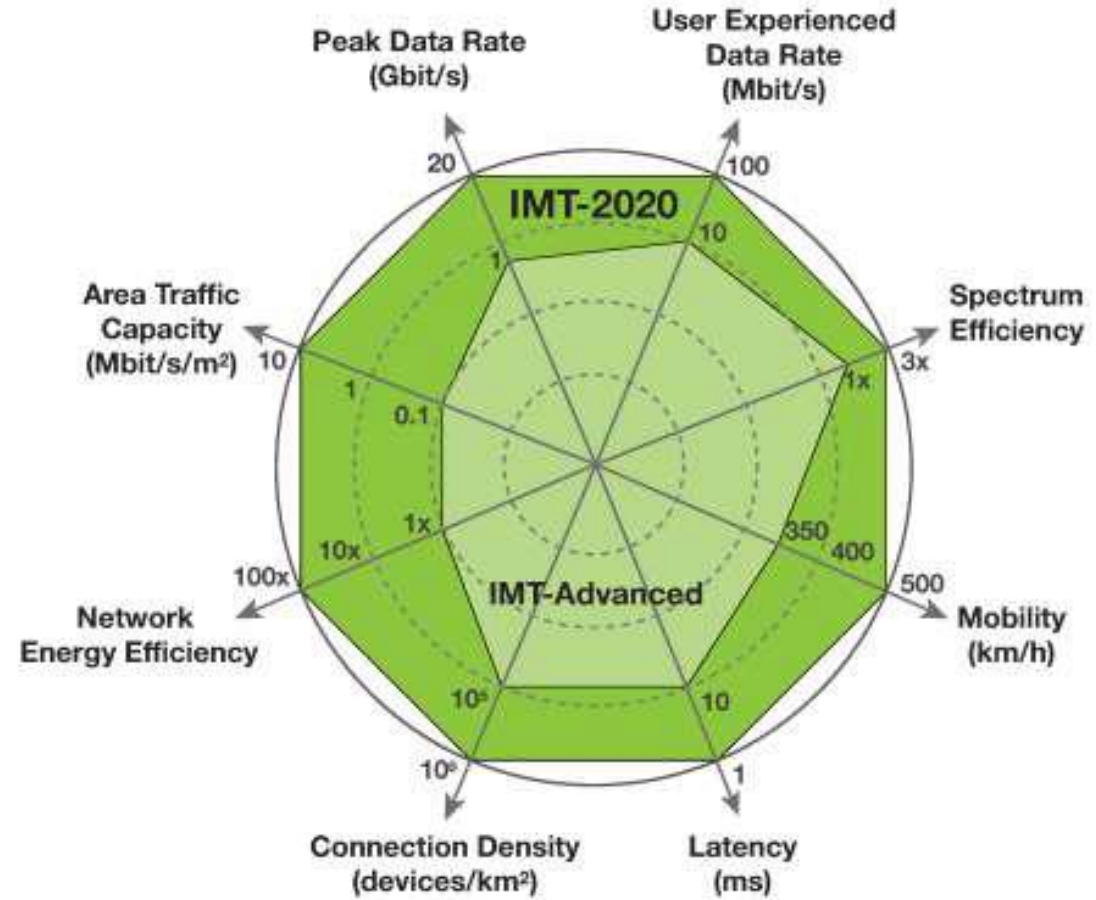 Peak Data Rate
(Gbit/s)
User Experienced
Data Rate
(Mbit/s)
20
100
IMT-2020
10
1
Area Traffic
Capacity
(Mbit/s/m²)
10
1
0.1
Spectrum
Efficiency
3x
1x
1x
10x
100x
Network
Energy Efficiency
350
400
500
Mobility
(km/h)
IMT-Advanced
10⁵
10⁶
10
1
Connection Density
(devices/km²)
Latency
(ms)